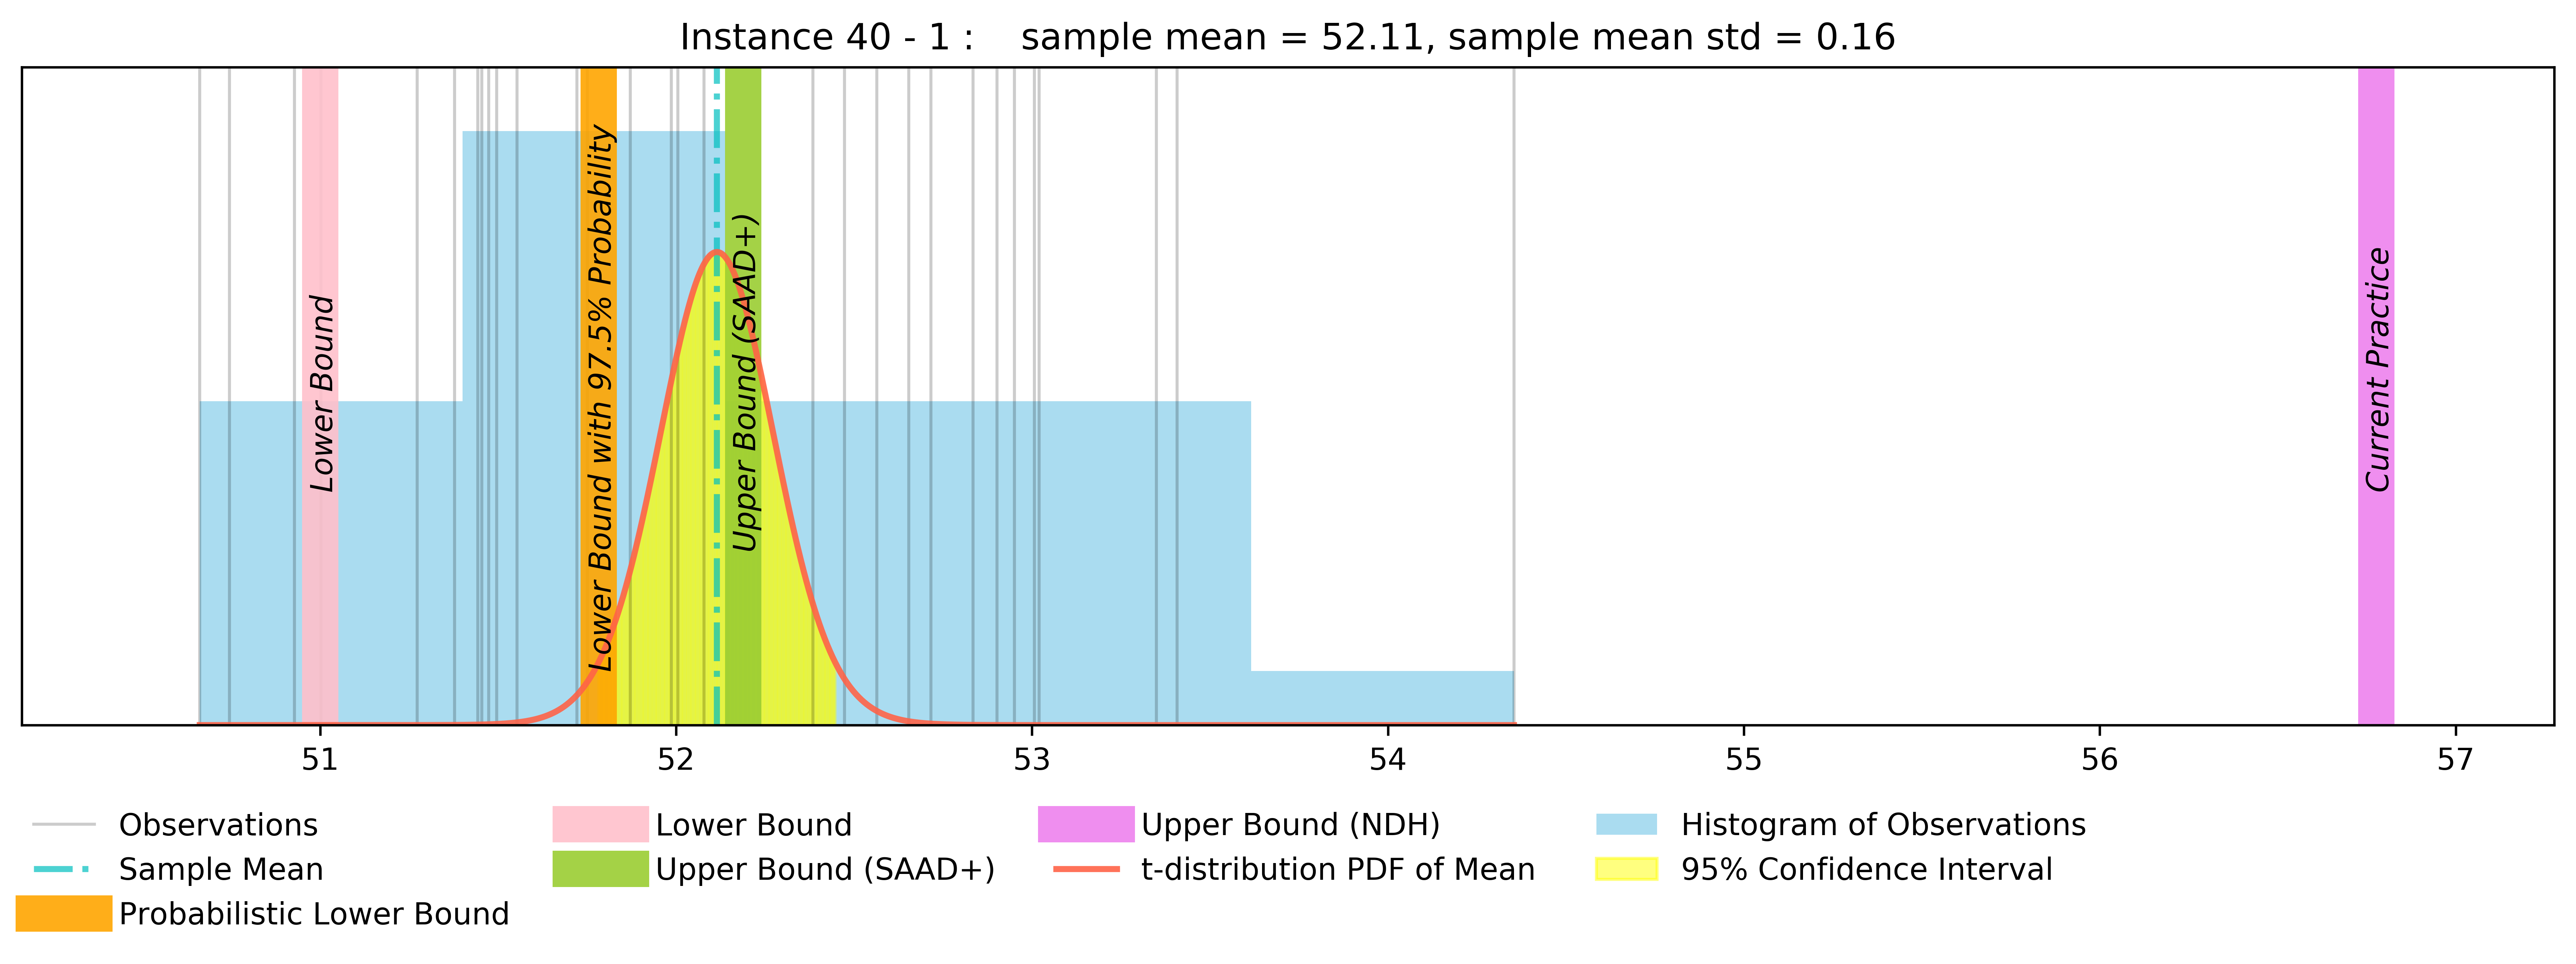 Instance 40 - 1 :    sample mean = 52.11, sample mean std = 0.16
Lower Bound
Lower Bound with 97.5% Probability
Upper Bound (SAAD+)
Current Practice
51 52 53 54 55 56 57
Observations
Sample Mean
Probabilistic Lower Bound
Lower Bound
Upper Bound (SAAD+)
Upper Bound (NDH)
t-distribution PDF of Mean
Histogram of Observations
95% Confidence Interval